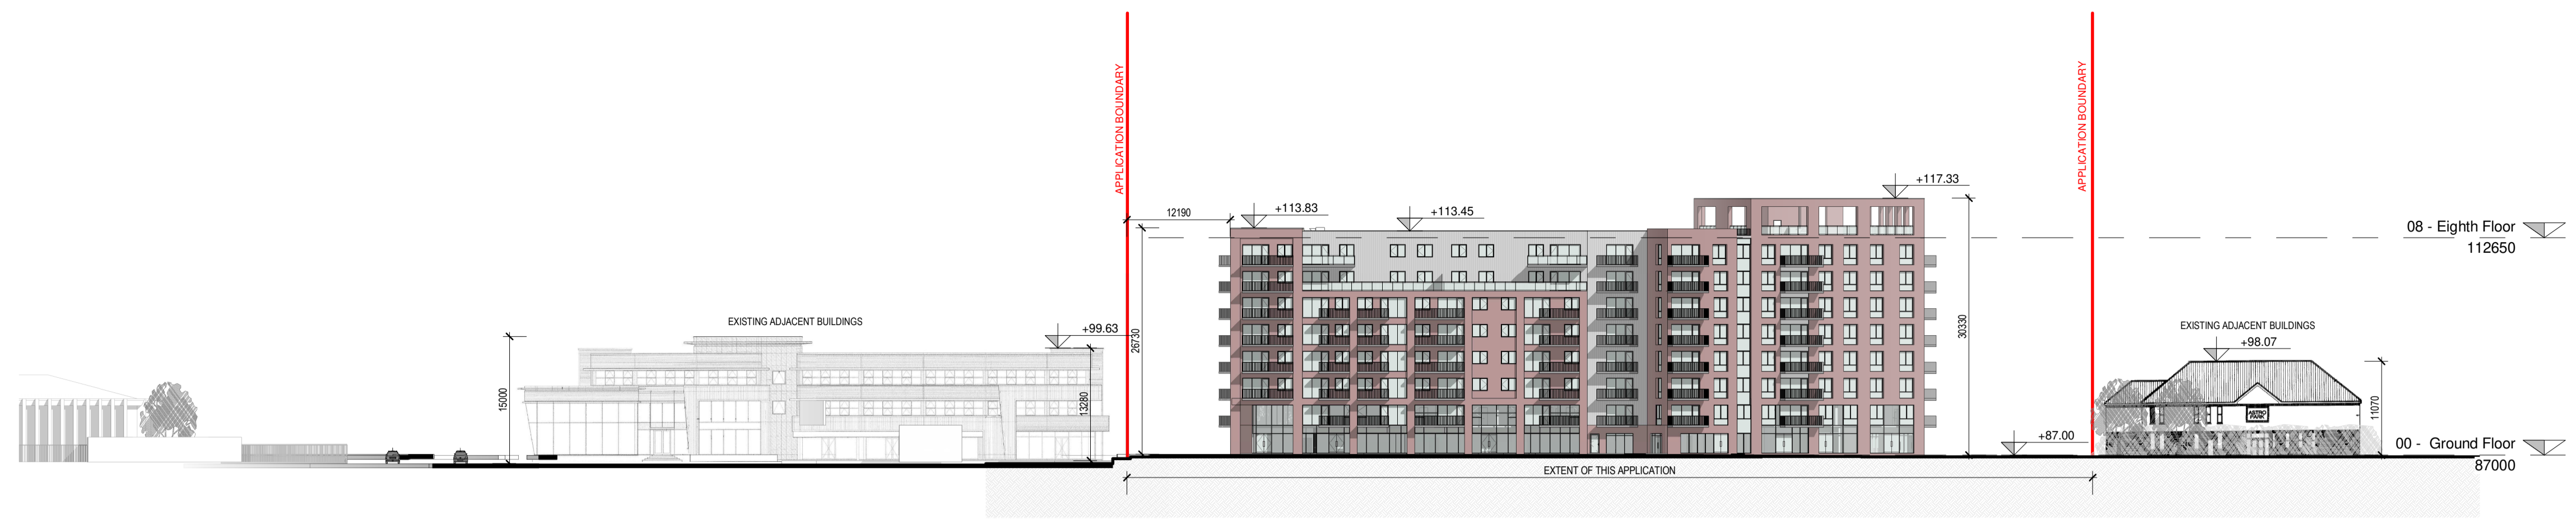 APPLICATION BOUNDARY
APPLICATION BOUNDARY
+117.33
12190
+113.83
+113.45
08 - Eighth Floor
112650
EXISTING ADJACENT BUILDINGS
+99.63
26730
30330
EXISTING ADJACENT BUILDINGS
+98.07
15000
13280
11070
ASTRO
PARK
+87.00
00 - Ground Floor
87000
EXTENT OF THIS APPLICATION